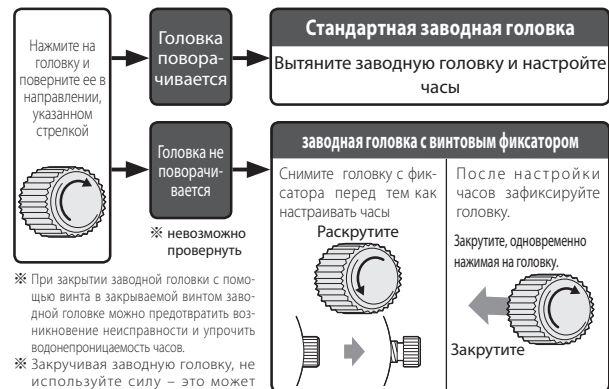 Нажмите на
головку и
поверните ее в
направлении,
указанном
стрелкой
Головка
повора-
чивается
Стандартная заводная головка
Вытяните заводную головку и настройте
часы
Головка не
поворачи-
вается
※ невозможно
провернуть
заводная головка с винтовым фиксатором
Снимите головку с фик-
сатора перед тем как
настраивать часы
Раскрутите
После настройки
часов зафиксируйте
головку.
Закрутите, одновременно
нажимая на головку.
Закрутите
※ При закрытии заводной головки с помо-
щью винта в закрываемой винтом заво-
дной головке можно предотвратить воз-
никновение неисправности и упрочить
водонепроницаемость часов.
※ Закручивая заводную головку, не
используйте силу – это может